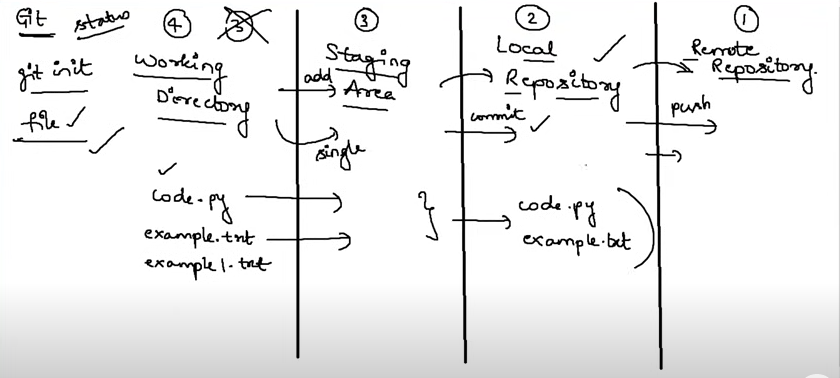 Git status
④ ③ ③ ② ①
git init
file
Working
Directory
add
single
Staging
Area
commit
Local
Repository
push
Remote
Repository.
code.py
example.txt
example1.txt
code.py
example.txt